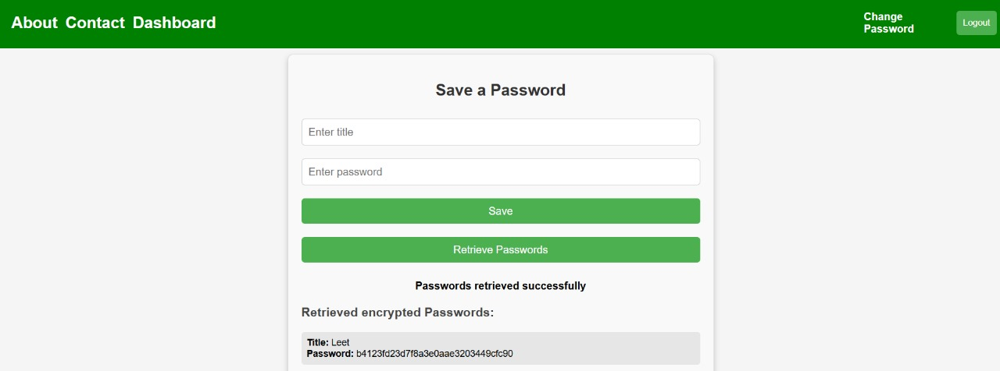 About Contact Dashboard
Change
Password
Logout
Save a Password
Enter title
Enter password
Save
Retrieve Passwords
Passwords retrieved successfully
Retrieved encrypted Passwords:
Title: Leet
Password: b4123fd23d7f8a3e0aae3203449cfc90